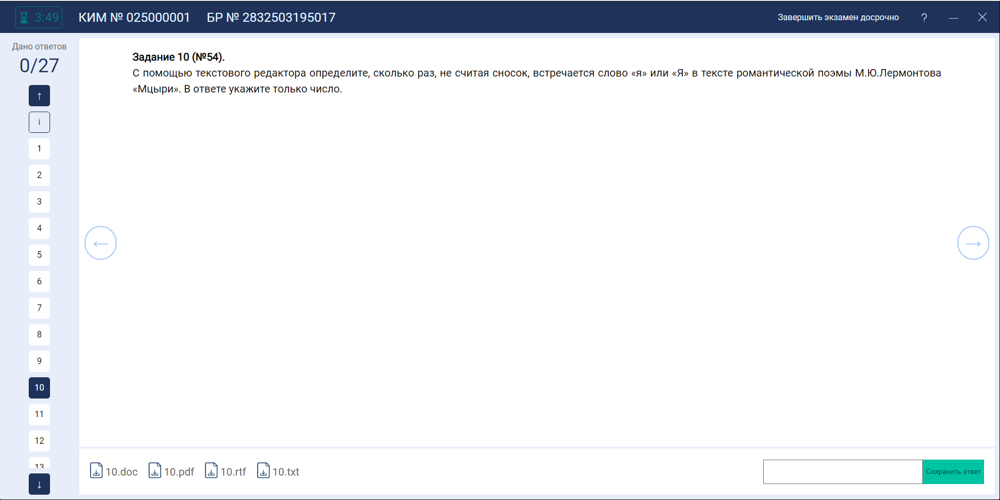 3:49 КИМ № 025000001 БР № 2832503195017 Завершить экзамен досрочно ? — ×
Дано ответов
0/27
↑
i
1
2
3
4
5
6
7
8
9
10
11
12
13
↓
Задание 10 (№54).
С помощью текстового редактора определите, сколько раз, не считая сносок, встречается слово «я» или «Я» в тексте романтической поэмы М.Ю.Лермонтова
«Мцыри». В ответе укажите только число.
← →
10.doc 10.pdf 10.rtf 10.txt Сохранить ответ